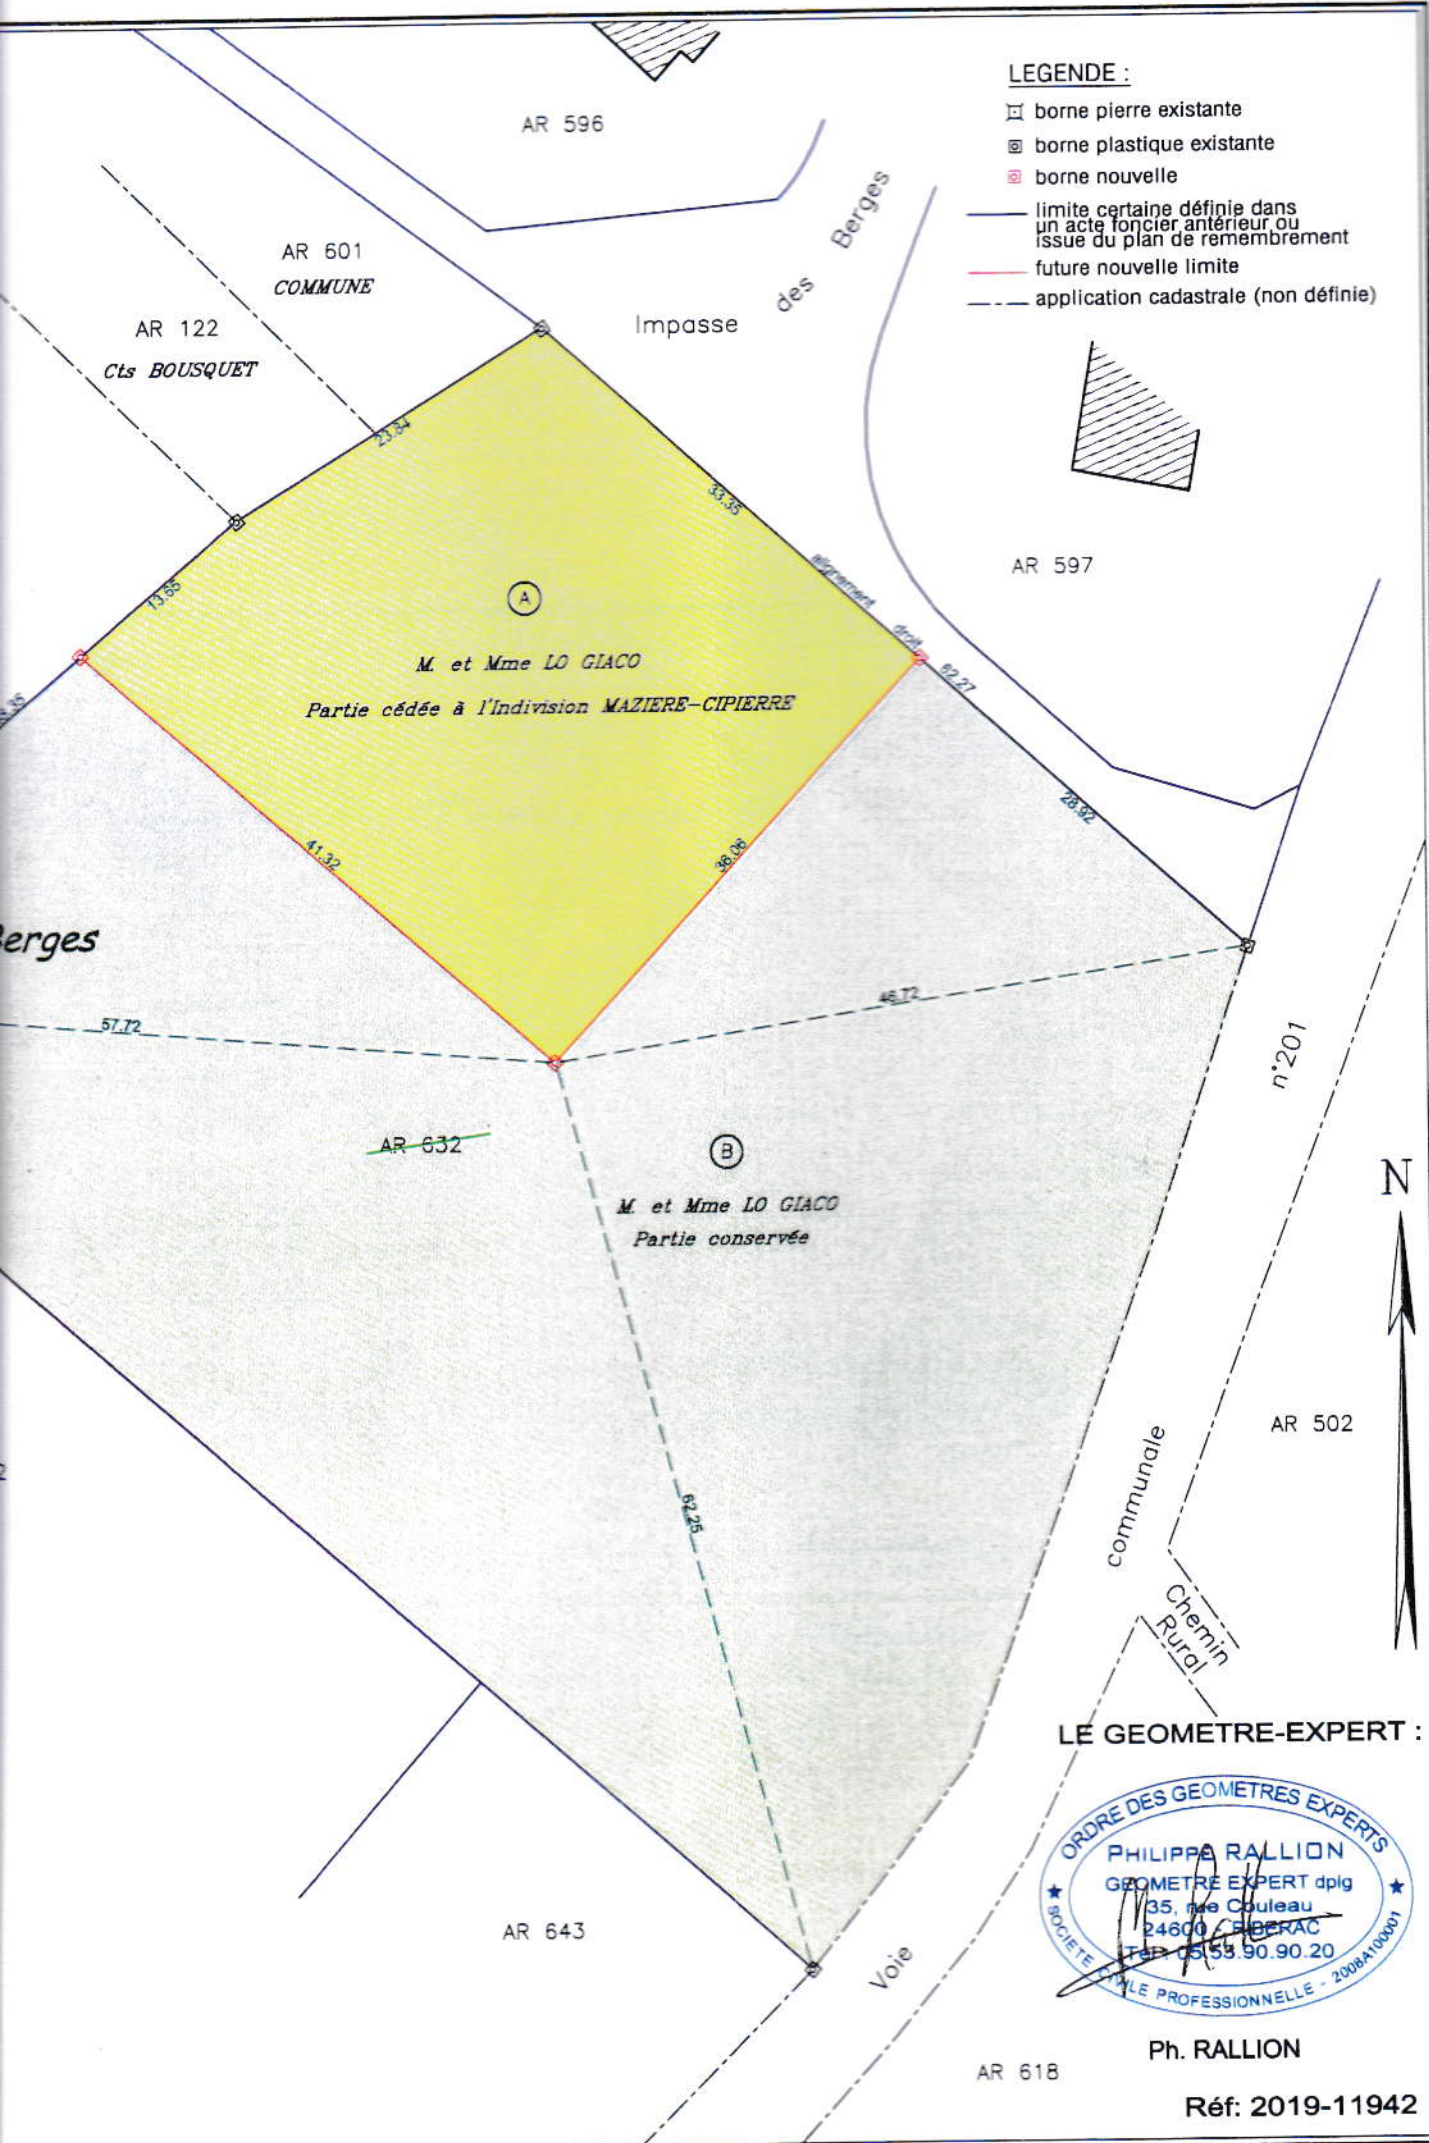 LEGENDE :
borne pierre existante
borne plastique existante
borne nouvelle
limite certaine définie dans
un acte foncier antérieur ou
issue du plan de remembrement
future nouvelle limite
application cadastrale (non définie)
AR 596
Impasse des Berges
AR 601
COMMUNE
AR 122
Cts BOUSQUET
23.84
33.35
13.65
alignement droit
62.27
AR 597
A
M. et Mme LO GIACO
Partie cédée à l'Indivision MAZIERE-CIPIERRE
28.92
41.32
38.06
erges
57.72
46.72
n°201
AR 632
B
M. et Mme LO GIACO
Partie conservée
N
62.25
AR 502
communale
Chemin
Rural
Voie
AR 643
AR 618
LE GEOMETRE-EXPERT :
ORDRE DES GEOMETRES EXPERTS
PHILIPPE RALLION
GEOMETRE EXPERT dplg
35, rue Couleau
24600 - RIBERAC
Tél. 05.53.90.90.20
SOCIETE CIVILE PROFESSIONNELLE - 2008A100001
Ph. RALLION
Réf: 2019-11942